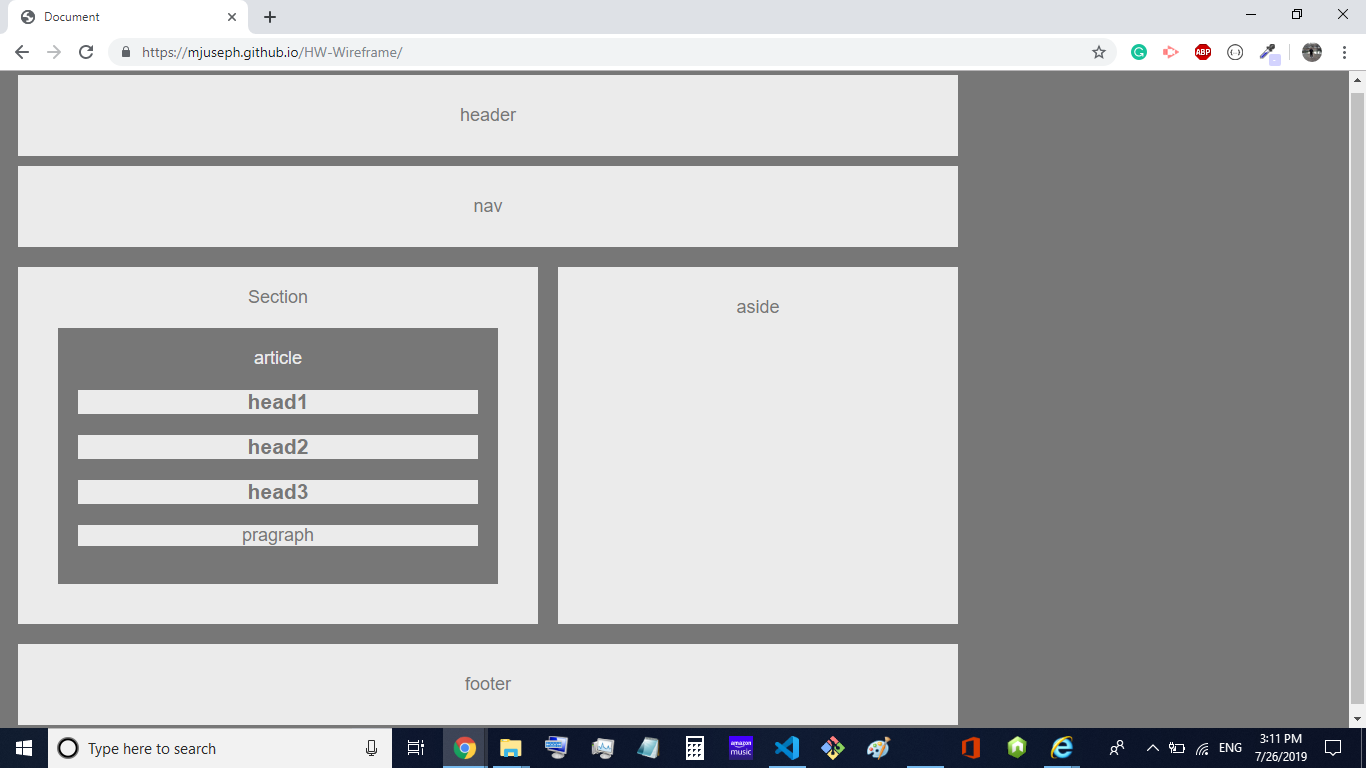 Document
https://mjuseph.github.io/HW-Wireframe/
ABP
header
nav
Section
article
head1
head2
head3
pragraph
aside
footer
Type here to search
amazon music
ENG
3:11 PM
7/26/2019